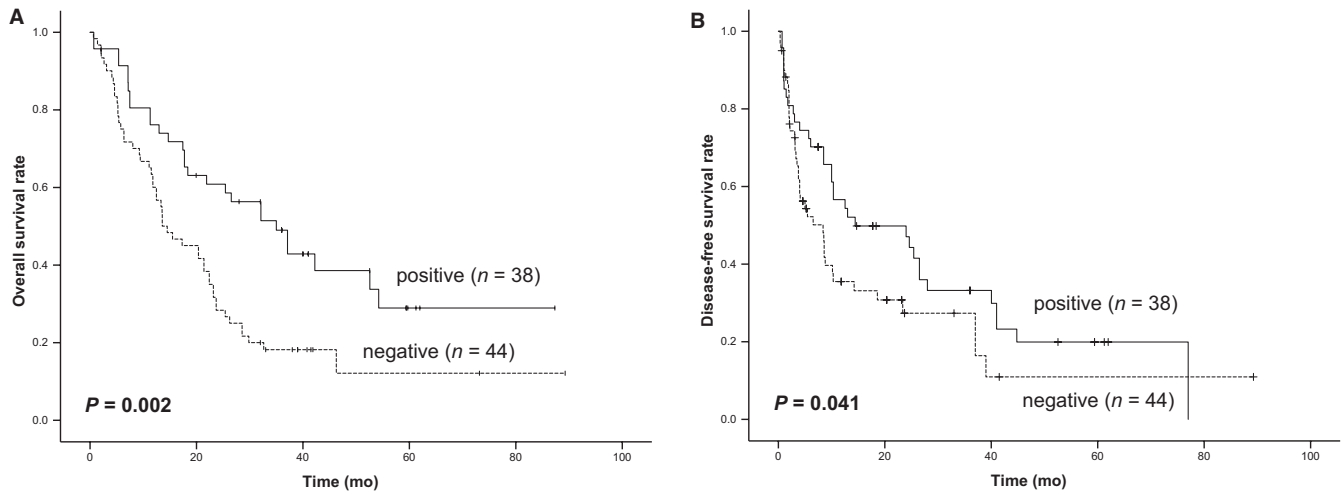 A
Overall survival rate
1.0
0.8
0.6
0.4
0.2
0.0
positive (n = 38)
negative (n = 44)
P = 0.002
0 20 40 60 80 100
Time (mo)
B
Disease-free survival rate
1.0
0.8
0.6
0.4
0.2
0.0
positive (n = 38)
negative (n = 44)
P = 0.041
0 20 40 60 80 100
Time (mo)